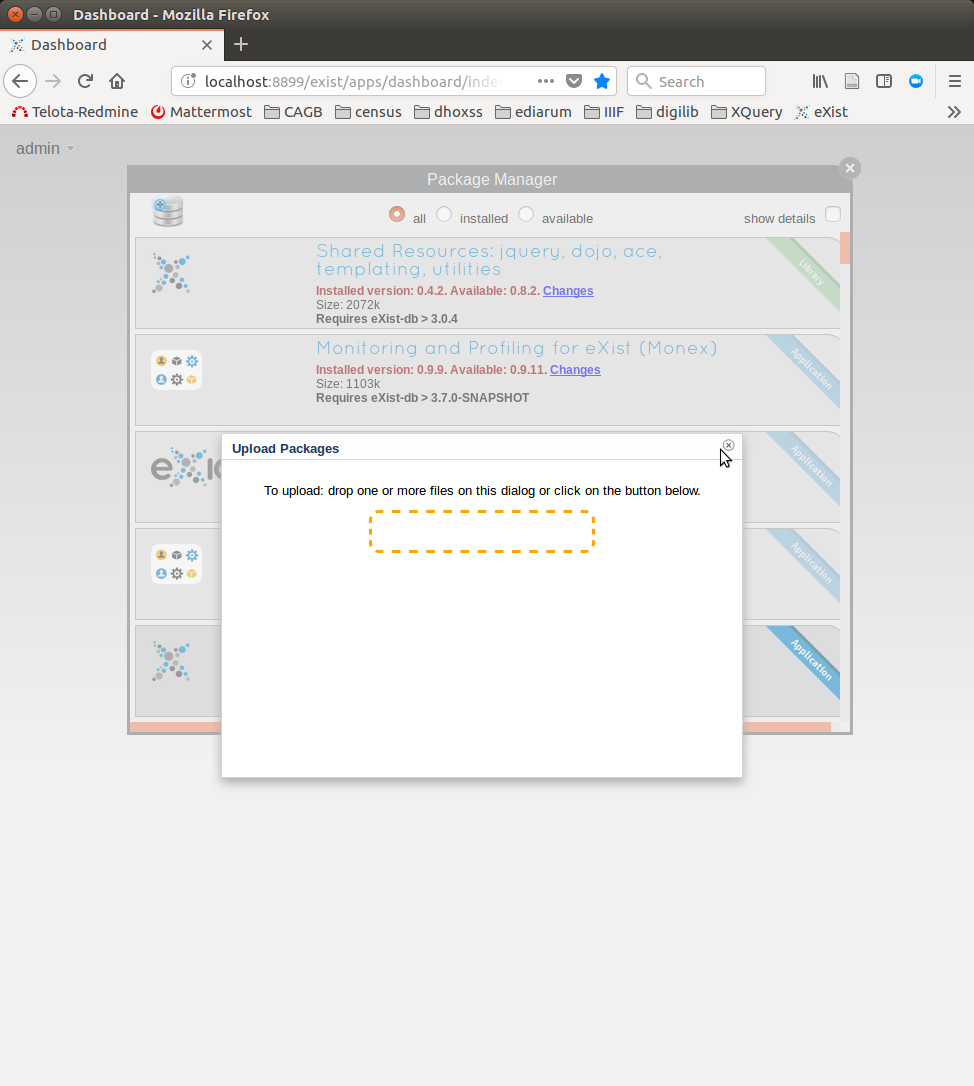 Dashboard - Mozilla Firefox
Dashboard
localhost:8899/exist/apps/dashboard/inde
Search
Telota-Redmine
Mattermost
CAGB
census
dhoxss
ediarum
IIIF
digilib
XQuery
eXist
admin
Package Manager
all
installed
available
show details
Shared Resources: jquery, dojo, ace,
templating, utilities
Library
Installed version: 0.4.2. Available: 0.8.2. Changes
Size: 2072k
Requires eXist-db > 3.0.4
Monitoring and Profiling for eXist (Monex)
Application
Installed version: 0.9.9. Available: 0.9.11. Changes
Size: 1103k
Requires eXist-db > 3.7.0-SNAPSHOT
Application
Upload Packages
To upload: drop one or more files on this dialog or click on the button below.
Application
Application